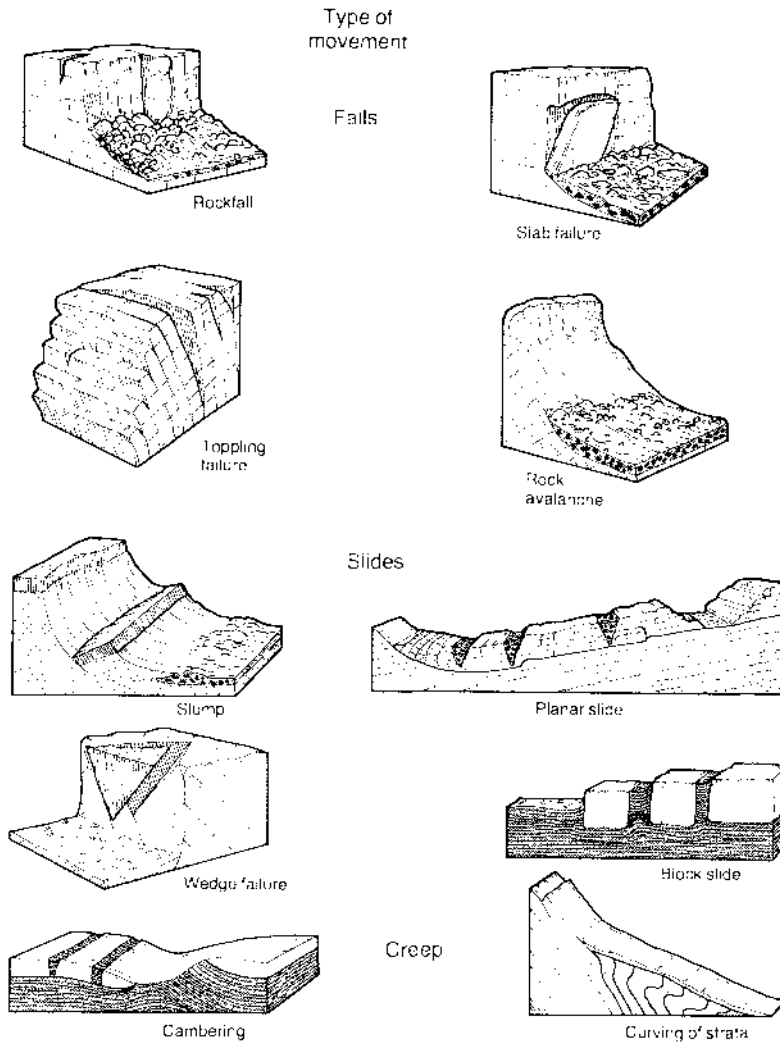 Type of
movement
Falls
Rockfall
Slab failure
Toppling
failure
Rock
avalanche
Slides
Slump
Planar slide
Wedge failure
Block slide
Creep
Cambering
Curving of strata